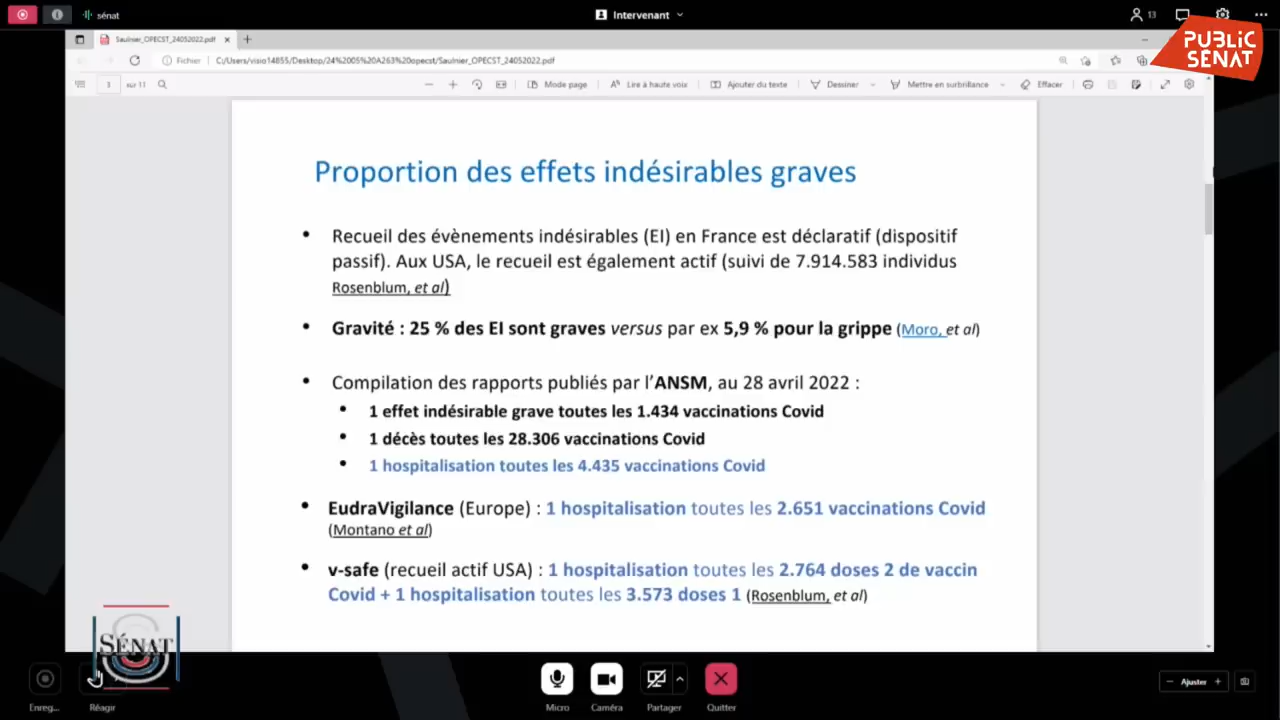 sénat
Intervenant
13
PUBLIC
SÉNAT
Saulnier_OPECST_24052022.pdf
Fichier C:/Users/visio14855/Desktop/24%2005%20A263%20opecst/Saulnier_OPECST_24052022.pdf
sur 11
Mode page
Lire à haute voix
Ajouter du texte
Dessiner
Mettre en surbrillance
Effacer
Proportion des effets indésirables graves
• Recueil des évènements indésirables (EI) en France est déclaratif (dispositif
passif). Aux USA, le recueil est également actif (suivi de 7.914.583 individus
Rosenblum, et al)
• Gravité : 25 % des EI sont graves versus par ex 5,9 % pour la grippe (Moro, et al)
• Compilation des rapports publiés par l’ANSM, au 28 avril 2022 :
• 1 effet indésirable grave toutes les 1.434 vaccinations Covid
• 1 décès toutes les 28.306 vaccinations Covid
• 1 hospitalisation toutes les 4.435 vaccinations Covid
• EudraVigilance (Europe) : 1 hospitalisation toutes les 2.651 vaccinations Covid
(Montano et al)
• v-safe (recueil actif USA) : 1 hospitalisation toutes les 2.764 doses 2 de vaccin
Covid + 1 hospitalisation toutes les 3.573 doses 1 (Rosenblum, et al)
SÉNAT
Enreg...
Réagir
Micro
Caméra
Partager
Quitter
Ajuster